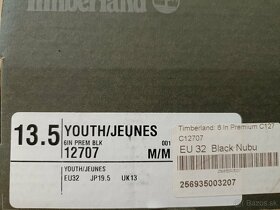 Timberland
13.5
YOUTH/JEUNES
6IN PREM BLK 001
12707 M/M
YOUTH/JEUNES
EU32 JP19.5 UK13
Timberland: 6 In Premium C127
C12707
EU 32 Black Nubu
256935003207
bazos.sk